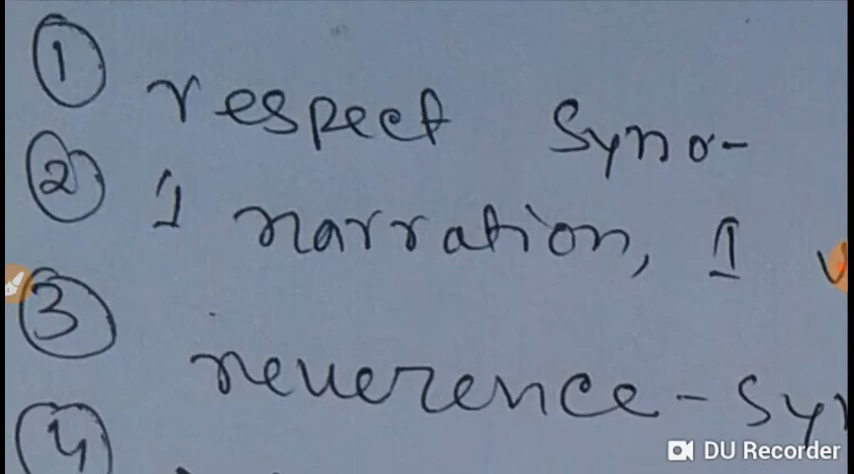 ① respect syno-
② 1 narration, 1
③ reverence - sy
④
DU Recorder